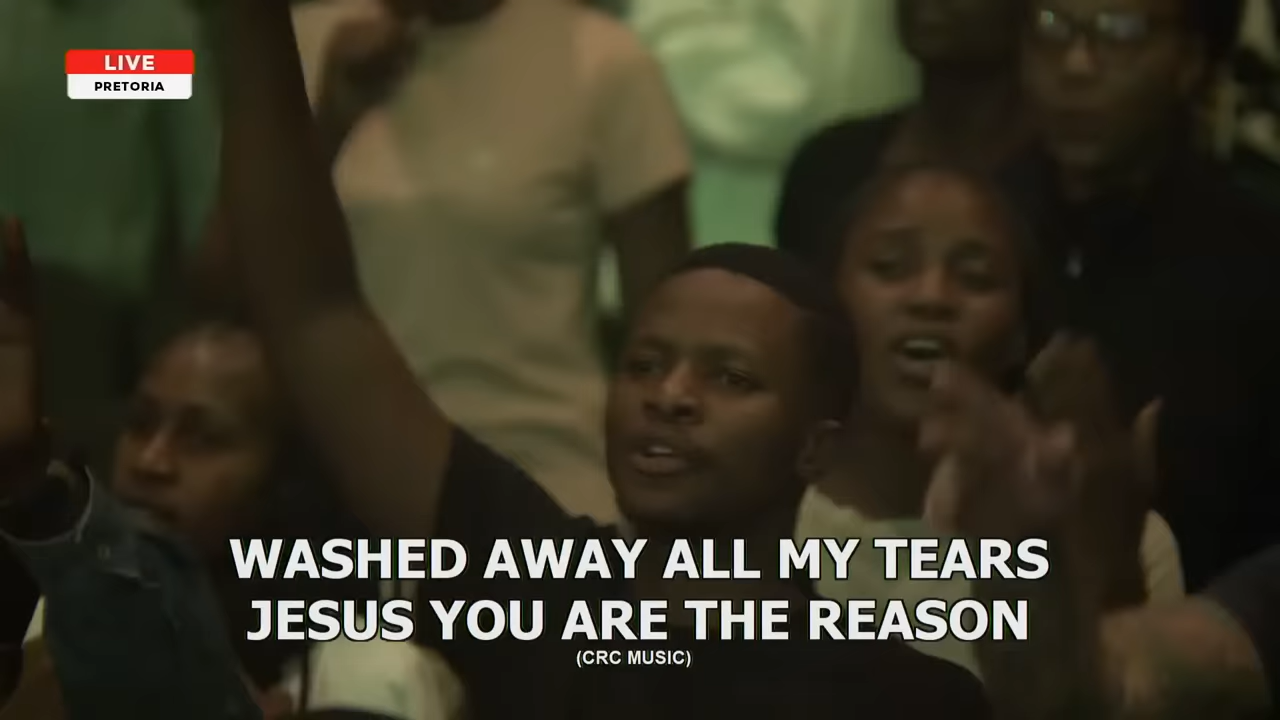 LIVE
PRETORIA
WASHED AWAY ALL MY TEARS
JESUS YOU ARE THE REASON
(CRC MUSIC)